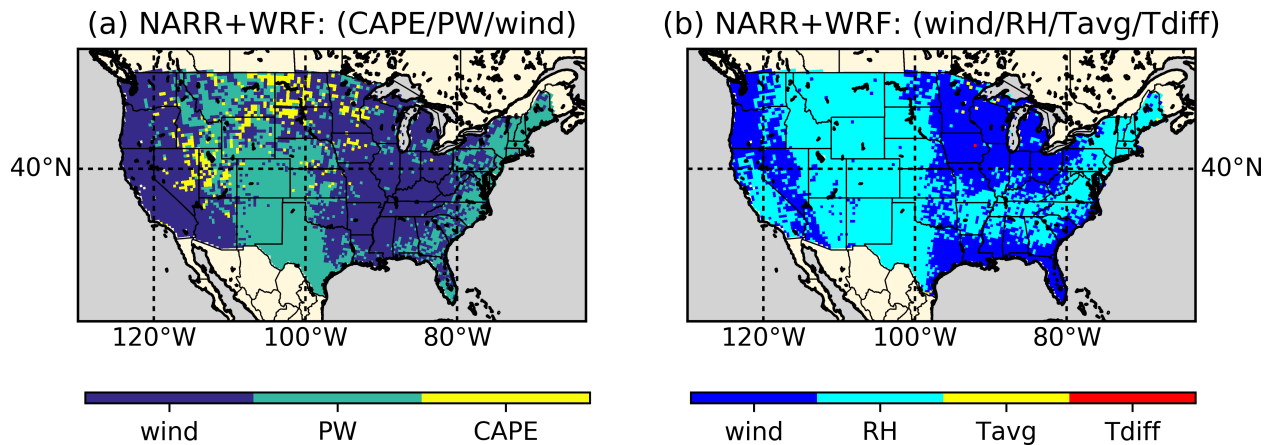 (a) NARR+WRF: (CAPE/PW/wind)
(b) NARR+WRF: (wind/RH/Tavg/Tdiff)
40°N
40°N
120°W 100°W 80°W
120°W 100°W 80°W
wind PW CAPE
wind RH Tavg Tdiff